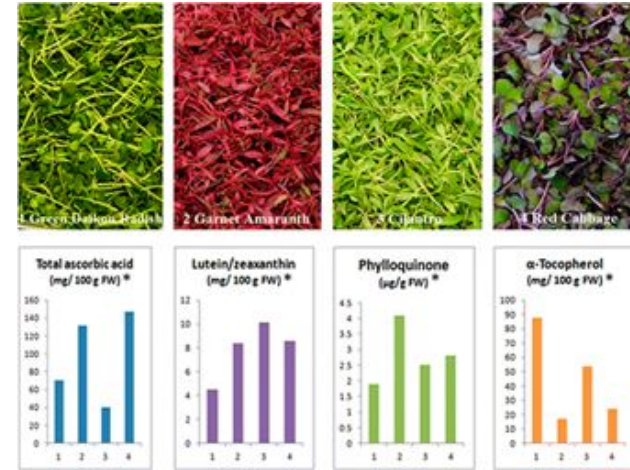 1 Green Daikon Radish
2 Garnet Amaranth
3 Cilantro
4 Red Cabbage
Total ascorbic acid
(mg/ 100 g FW) *
160
140
120
100
80
60
40
20
0
1 2 3 4
Lutein/zeaxanthin
(mg/ 100 g FW) *
12
10
8
6
4
2
0
1 2 3 4
Phylloquinone
(µg/g FW) *
4.5
4
3.5
3
2.5
2
1.5
1
0.5
0
1 2 3 4
α-Tocopherol
(mg/ 100 g FW) *
100
90
80
70
60
50
40
30
20
10
0
1 2 3 4